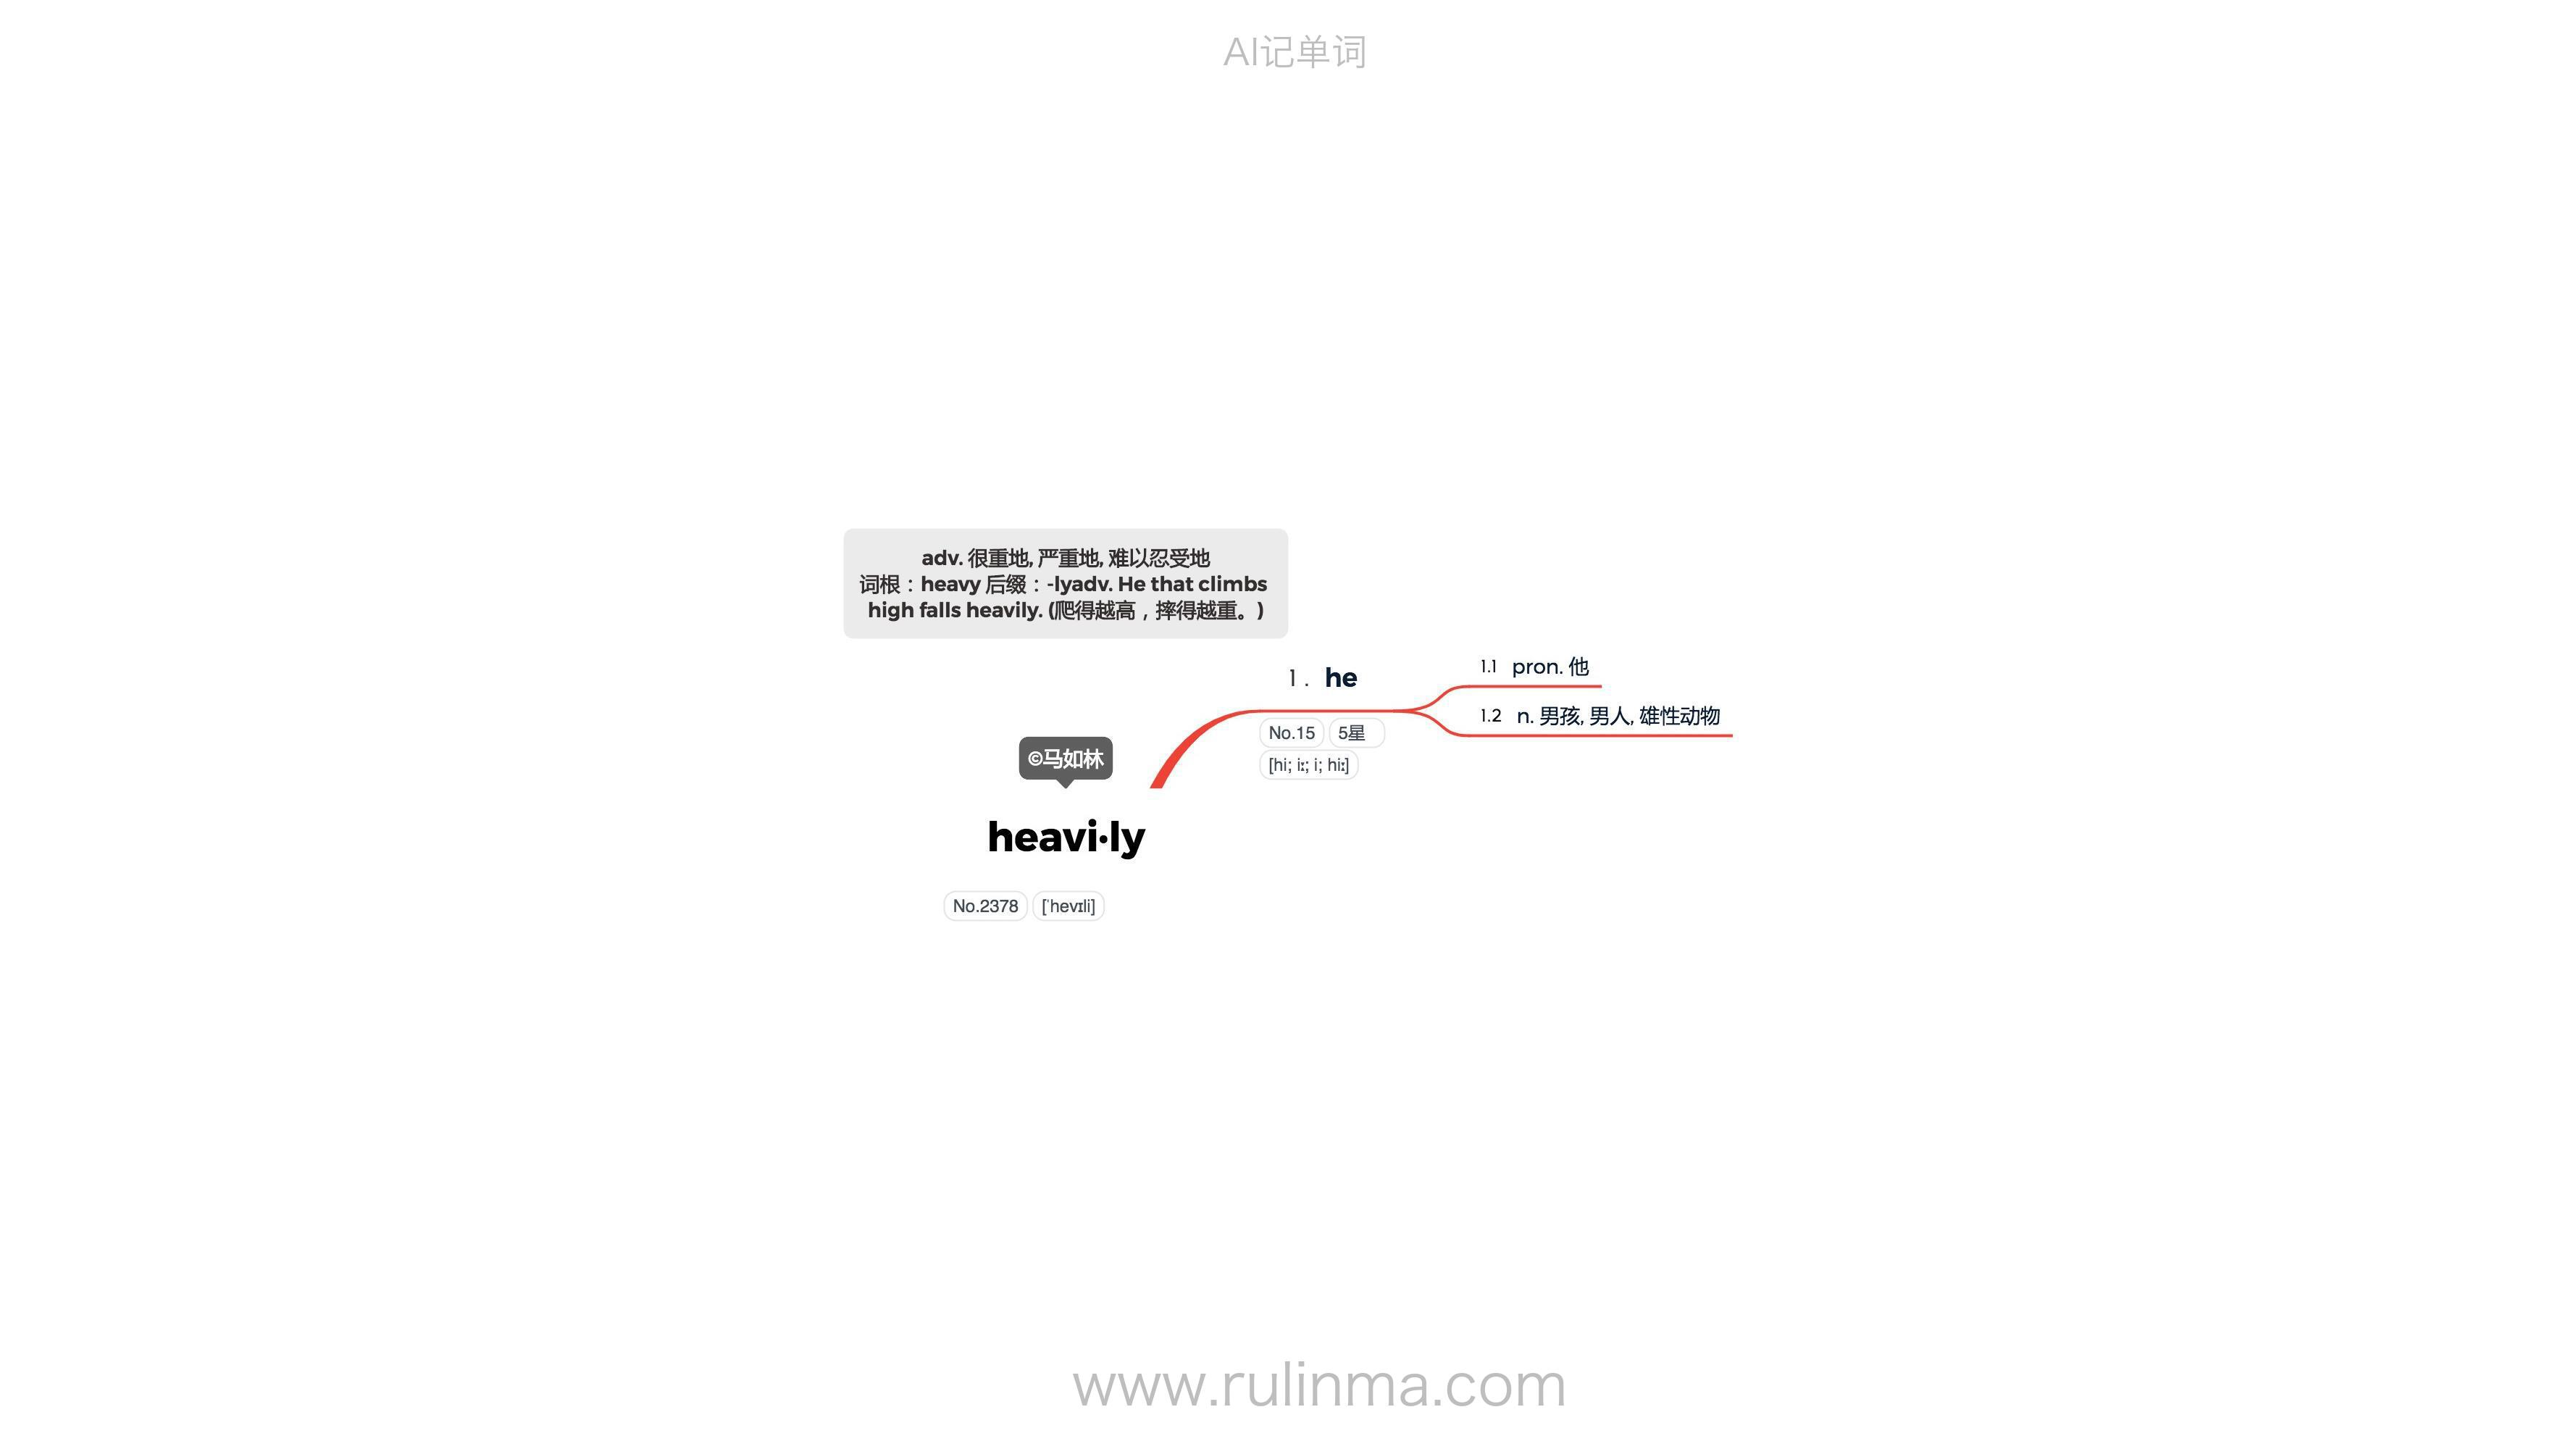 AI记单词
adv. 很重地, 严重地, 难以忍受地
词根：heavy 后缀：-lyadv. He that climbs
high falls heavily. (爬得越高，摔得越重。)
1. he
1.1 pron. 他
1.2 n. 男孩, 男人, 雄性动物
No.15 5星
[hi; iː; i; hiː]
©马如林
heavi·ly
No.2378 [ˈhevɪli]
www.rulinma.com